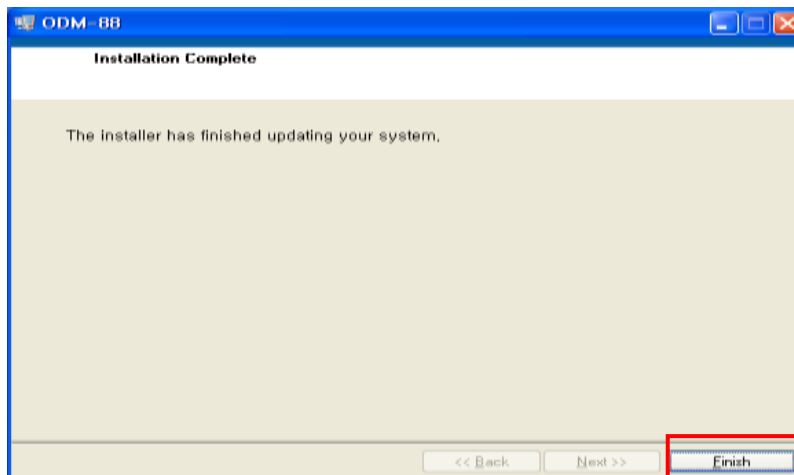 ODM-88
Installation Complete
The installer has finished updating your system.
<< Back
Next >>
Finish